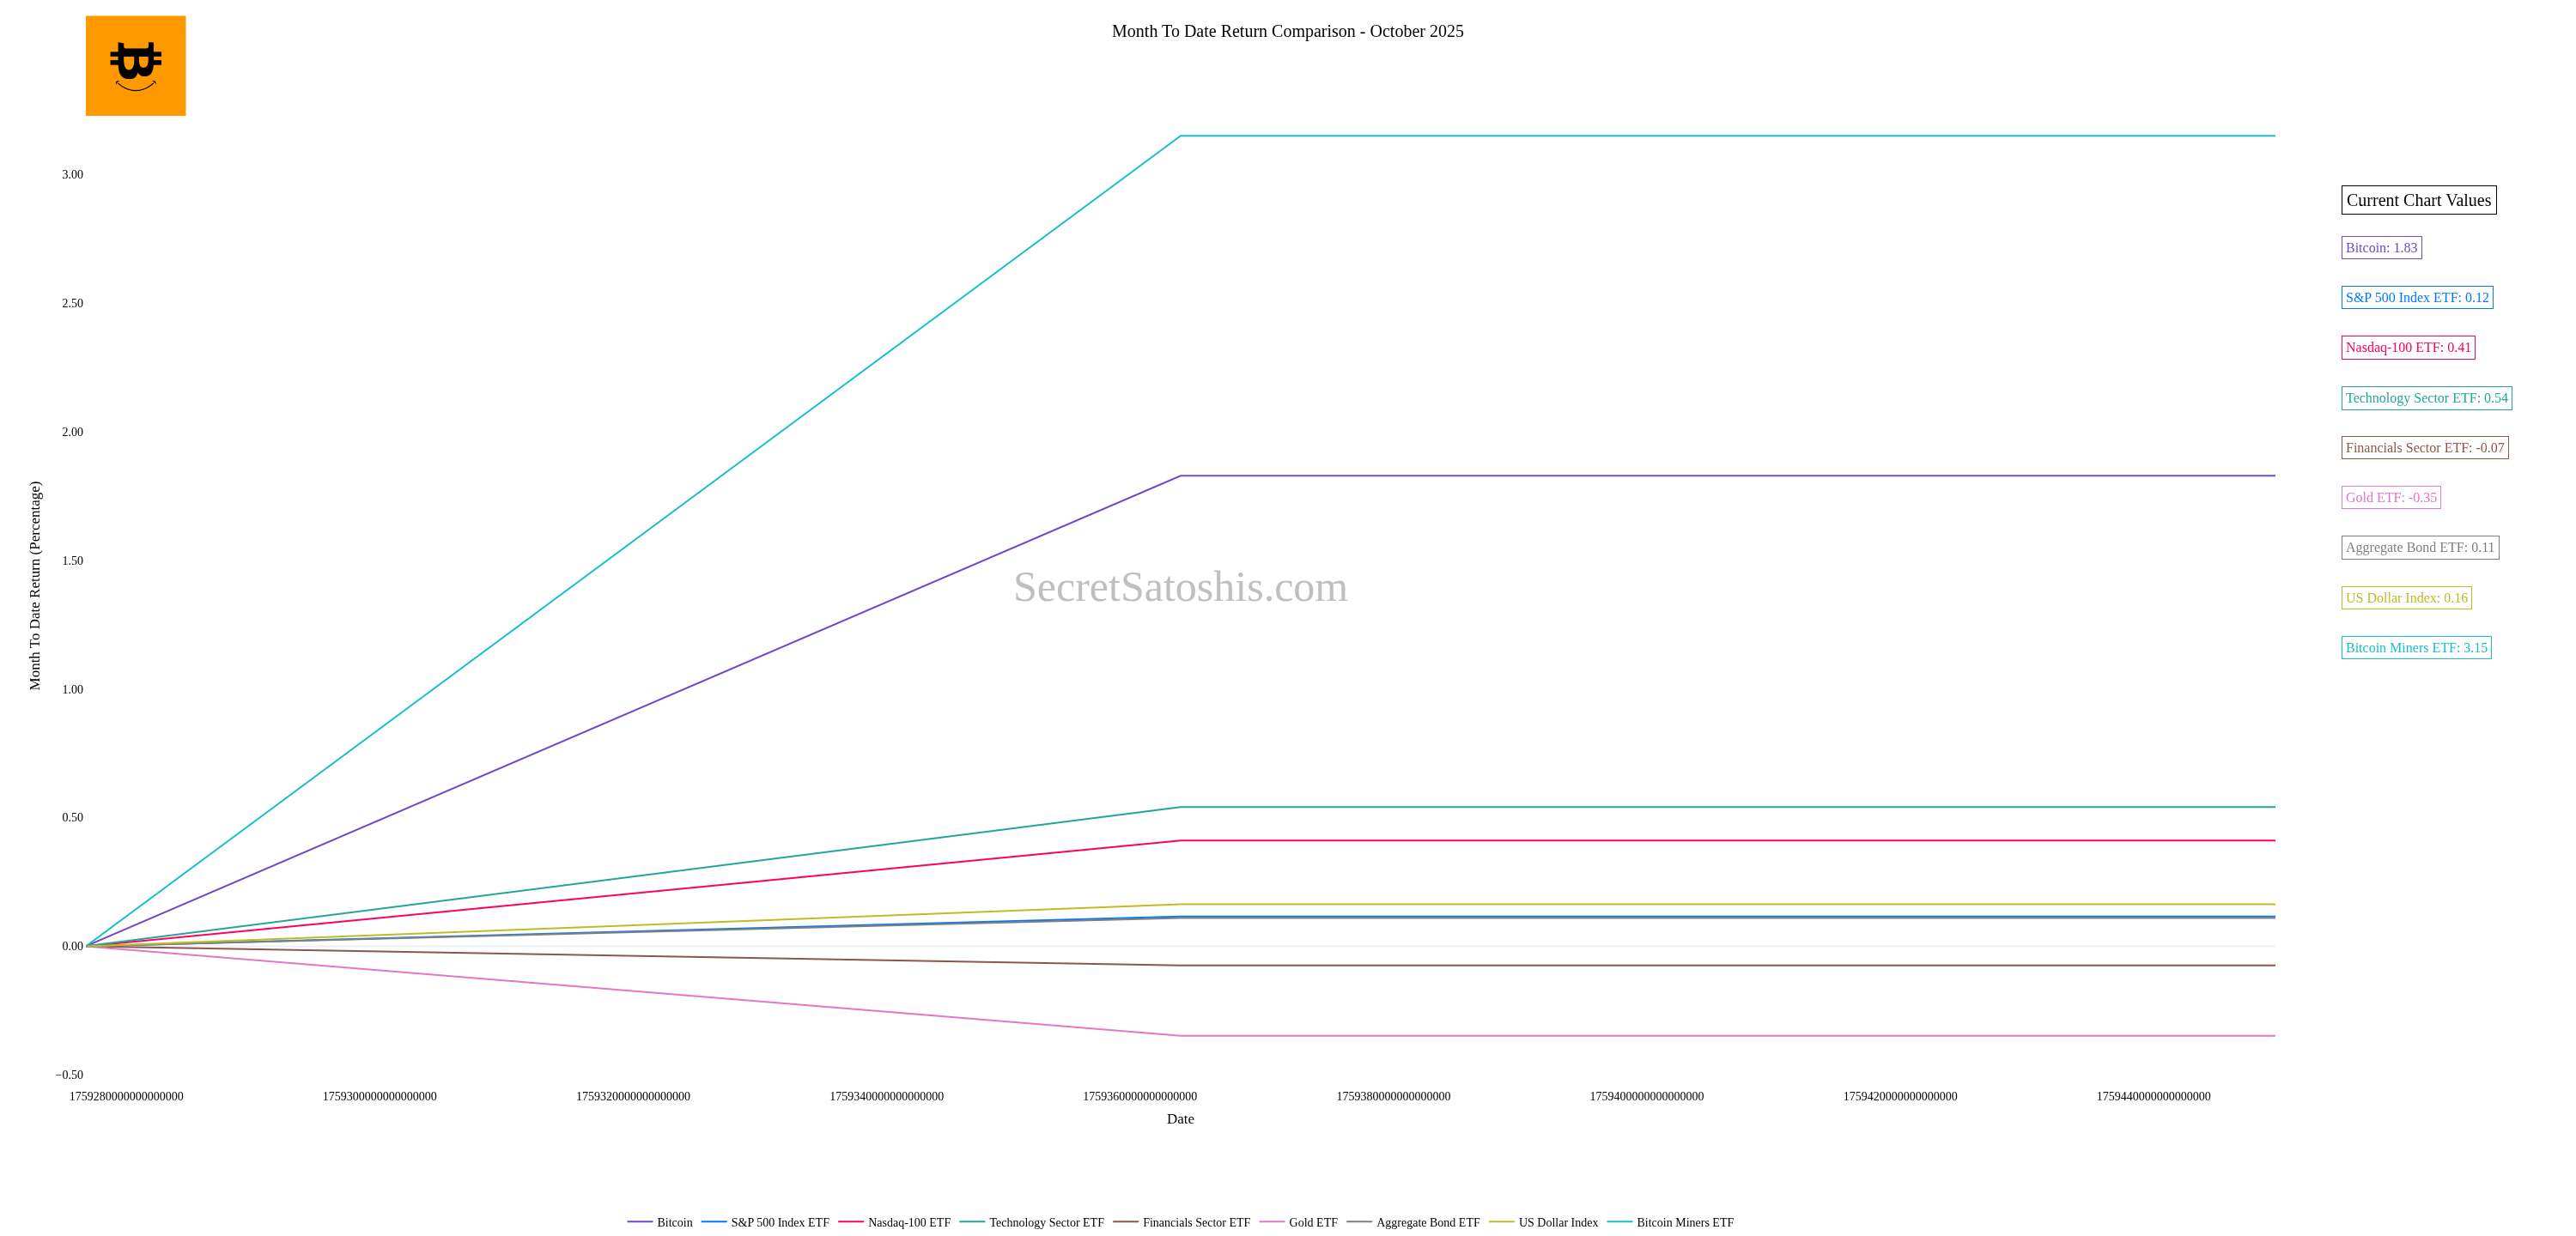 Month To Date Return Comparison - October 2025
3.00
2.50
2.00
1.50
1.00
0.50
0.00
−0.50
Month To Date Return (Percentage)
SecretSatoshis.com
Current Chart Values
Bitcoin: 1.83
S&P 500 Index ETF: 0.12
Nasdaq-100 ETF: 0.41
Technology Sector ETF: 0.54
Financials Sector ETF: -0.07
Gold ETF: -0.35
Aggregate Bond ETF: 0.11
US Dollar Index: 0.16
Bitcoin Miners ETF: 3.15
1759280000000000000 1759300000000000000 1759320000000000000 1759340000000000000 1759360000000000000 1759380000000000000 1759400000000000000 1759420000000000000 1759440000000000000
Date
Bitcoin S&P 500 Index ETF Nasdaq-100 ETF Technology Sector ETF Financials Sector ETF Gold ETF Aggregate Bond ETF US Dollar Index Bitcoin Miners ETF